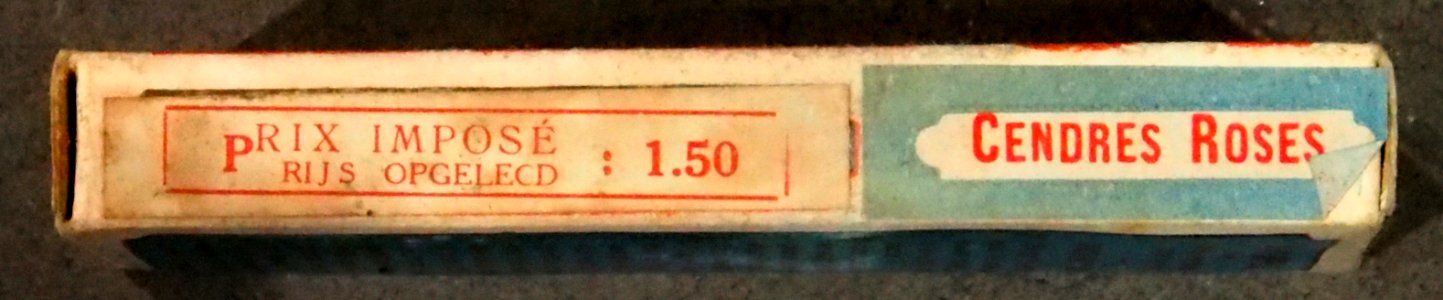 PRIX IMPOSÉ
RIJS OPGELECD : 1.50
CENDRES ROSES